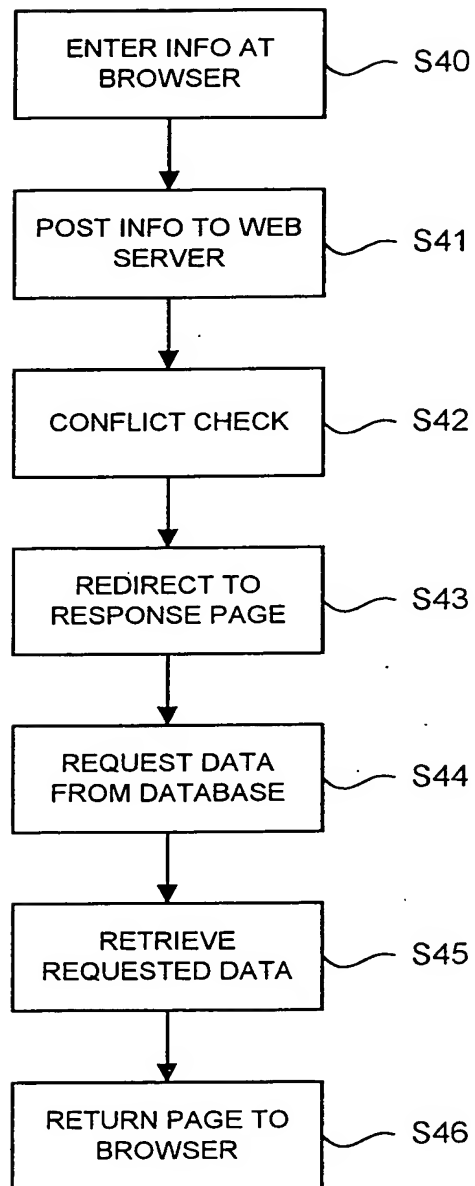 ENTER INFO AT
BROWSER
S40
POST INFO TO WEB
SERVER
S41
CONFLICT CHECK
S42
REDIRECT TO
RESPONSE PAGE
S43
REQUEST DATA
FROM DATABASE
S44
RETRIEVE
REQUESTED DATA
S45
RETURN PAGE TO
BROWSER
S46